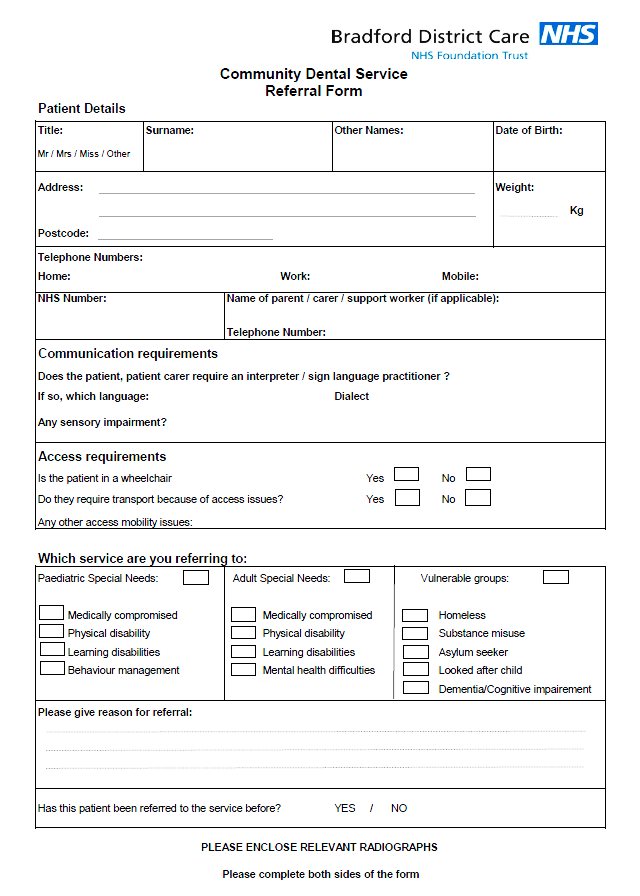 Bradford District Care NHS
NHS Foundation Trust
Community Dental Service
Referral Form
Patient Details
Title: Surname: Other Names: Date of Birth:
Mr / Mrs / Miss / Other
Address: Weight:
Kg
Postcode:
Telephone Numbers:
Home: Work: Mobile:
NHS Number: Name of parent / carer / support worker (if applicable):
Telephone Number:
Communication requirements
Does the patient, patient carer require an interpreter / sign language practitioner ?
If so, which language: Dialect
Any sensory impairment?
Access requirements
Is the patient in a wheelchair Yes No
Do they require transport because of access issues? Yes No
Any other access mobility issues:
Which service are you referring to:
Paediatric Special Needs: Adult Special Needs: Vulnerable groups:
Medically compromised Medically compromised Homeless
Physical disability Physical disability Substance misuse
Learning disabilities Learning disabilities Asylum seeker
Behaviour management Mental health difficulties Looked after child
Dementia/Cognitive impairement
Please give reason for referral:
Has this patient been referred to the service before? YES / NO
PLEASE ENCLOSE RELEVANT RADIOGRAPHS
Please complete both sides of the form